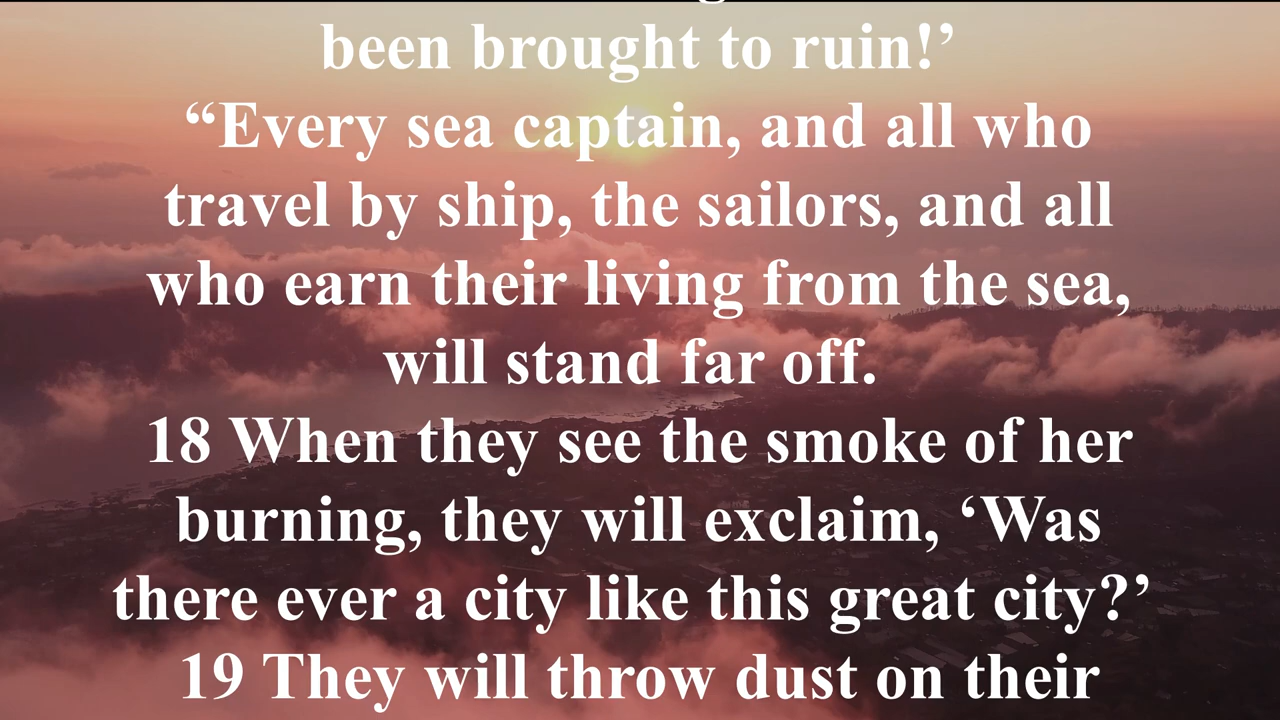 been brought to ruin!’
“Every sea captain, and all who
travel by ship, the sailors, and all
who earn their living from the sea,
will stand far off.
18 When they see the smoke of her
burning, they will exclaim, ‘Was
there ever a city like this great city?’
19 They will throw dust on their